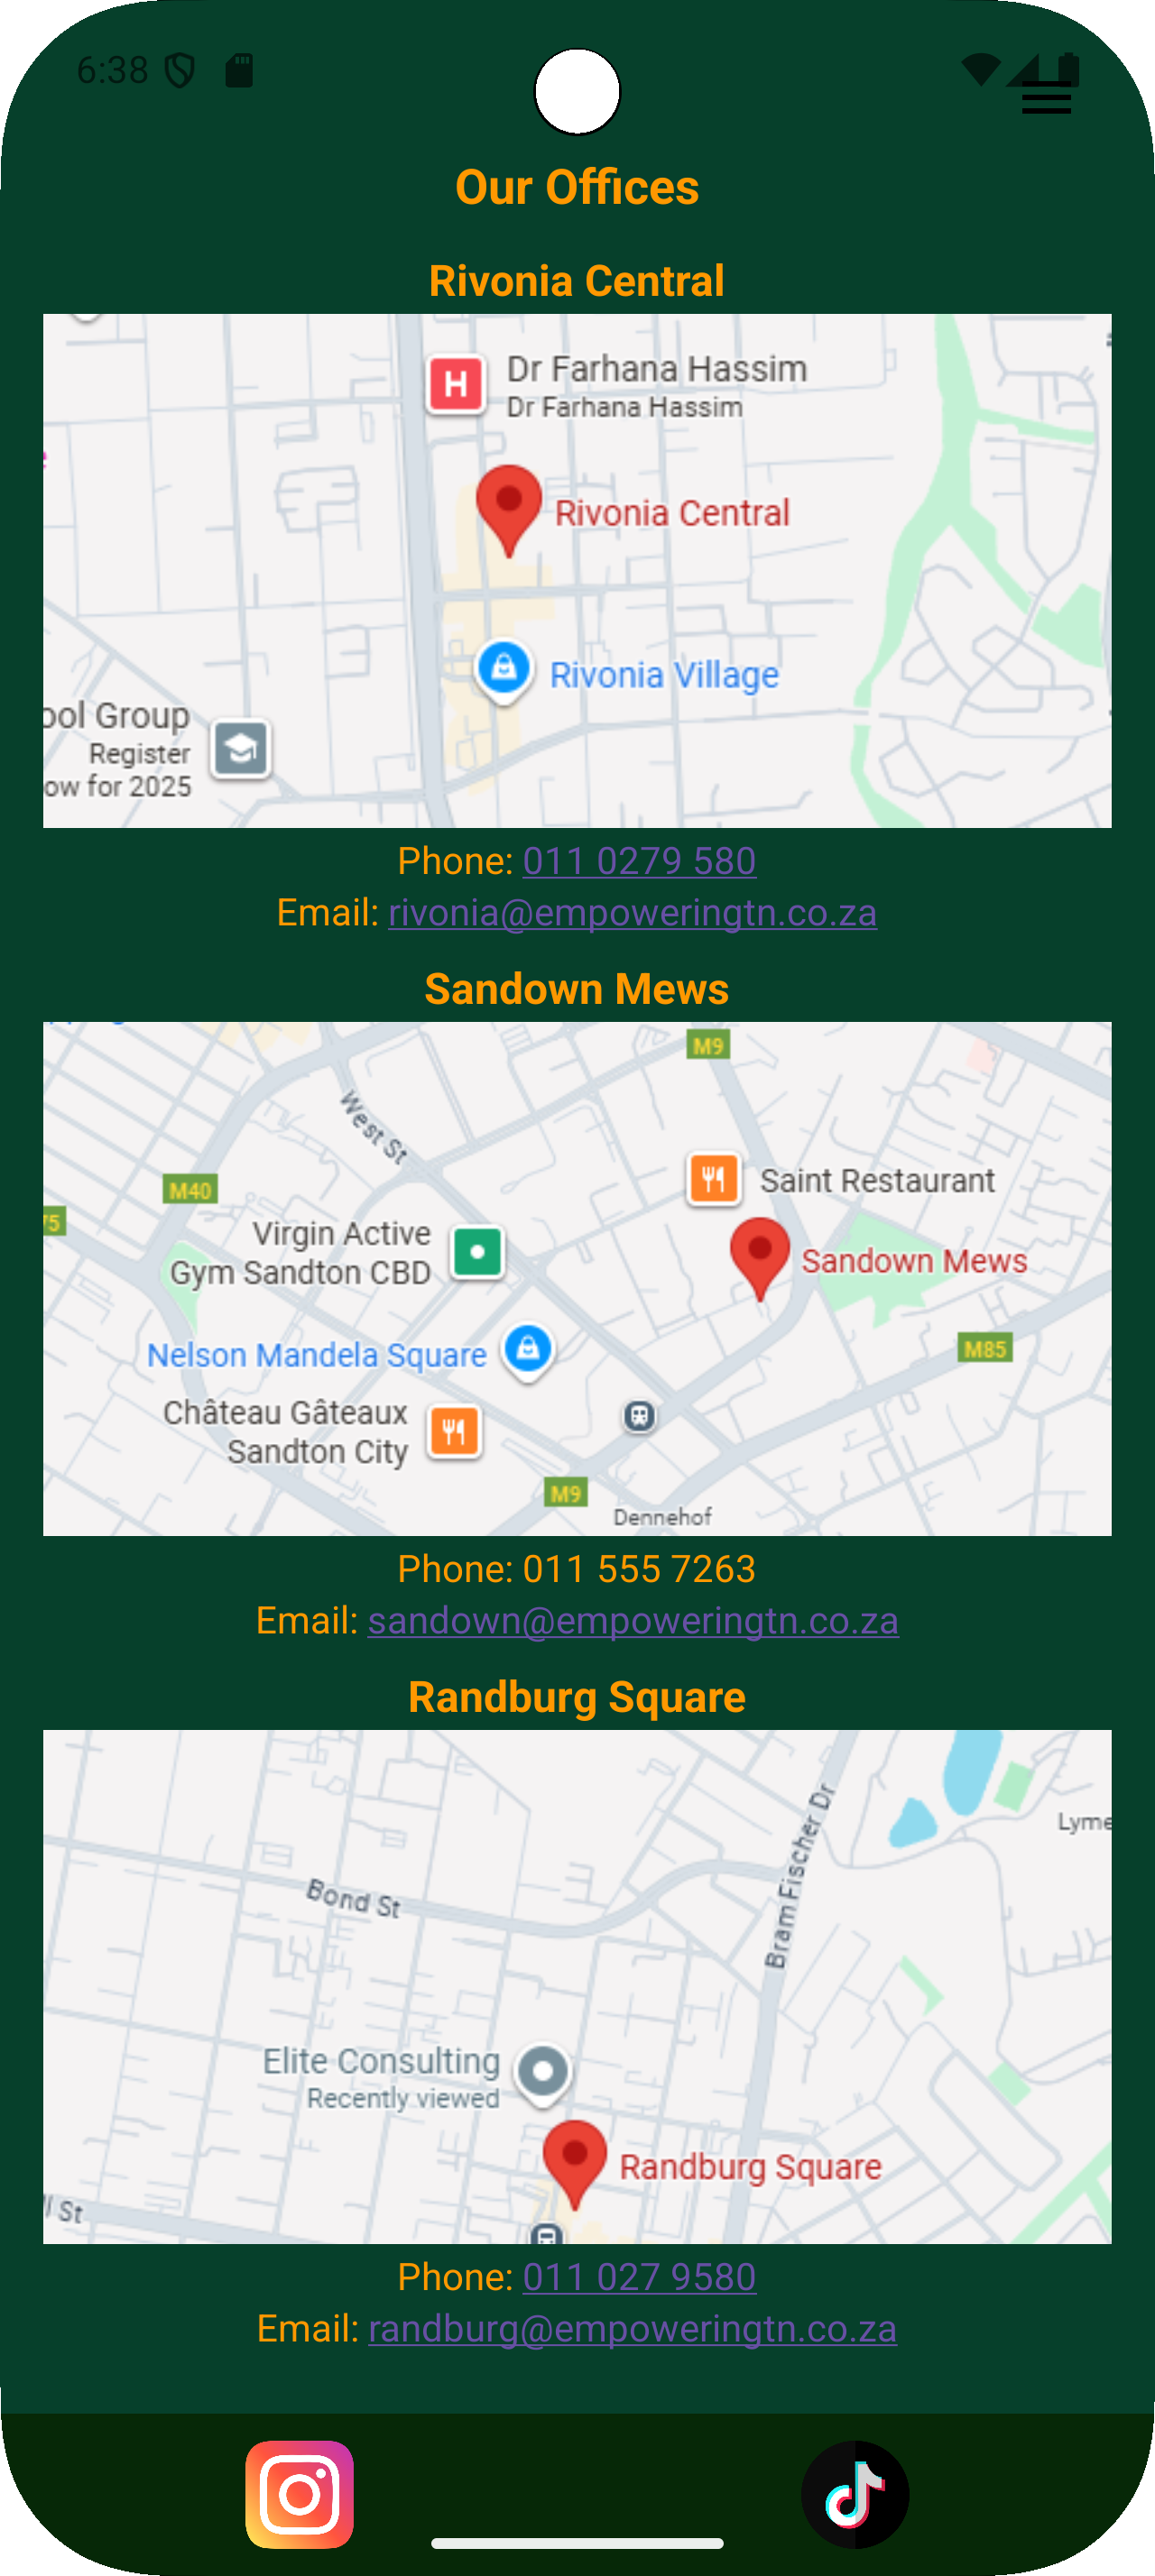 6:38
Our Offices
Rivonia Central
Dr Farhana Hassim
Dr Farhana Hassim
Rivonia Central
Rivonia Village
ool Group
Register
ow for 2025
Phone: 011 0279 580
Email: rivonia@empoweringtn.co.za
Sandown Mews
M9
West St
M40
75
Saint Restaurant
Virgin Active
Gym Sandton CBD
Sandown Mews
Nelson Mandela Square
M85
Château Gâteaux
Sandton City
M9
Dennehof
Phone: 011 555 7263
Email: sandown@empoweringtn.co.za
Randburg Square
Bram Fischer Dr
Lyme
Bond St
Elite Consulting
Recently viewed
Randburg Square
ll St
Phone: 011 027 9580
Email: randburg@empoweringtn.co.za